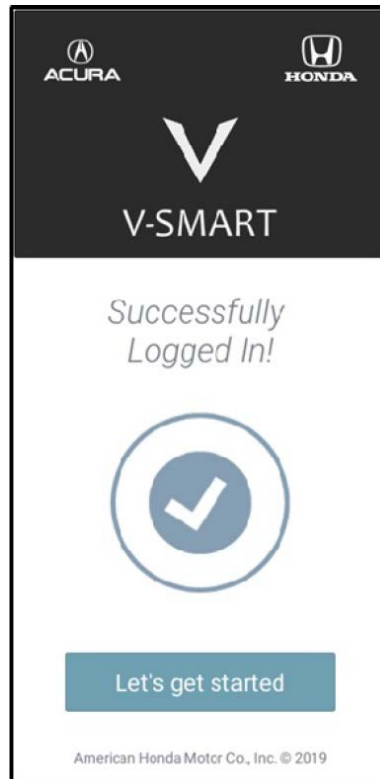 ACURA
HONDA
V-SMART
Successfully
Logged In!
Let's get started
American Honda Motor Co., Inc. © 2019